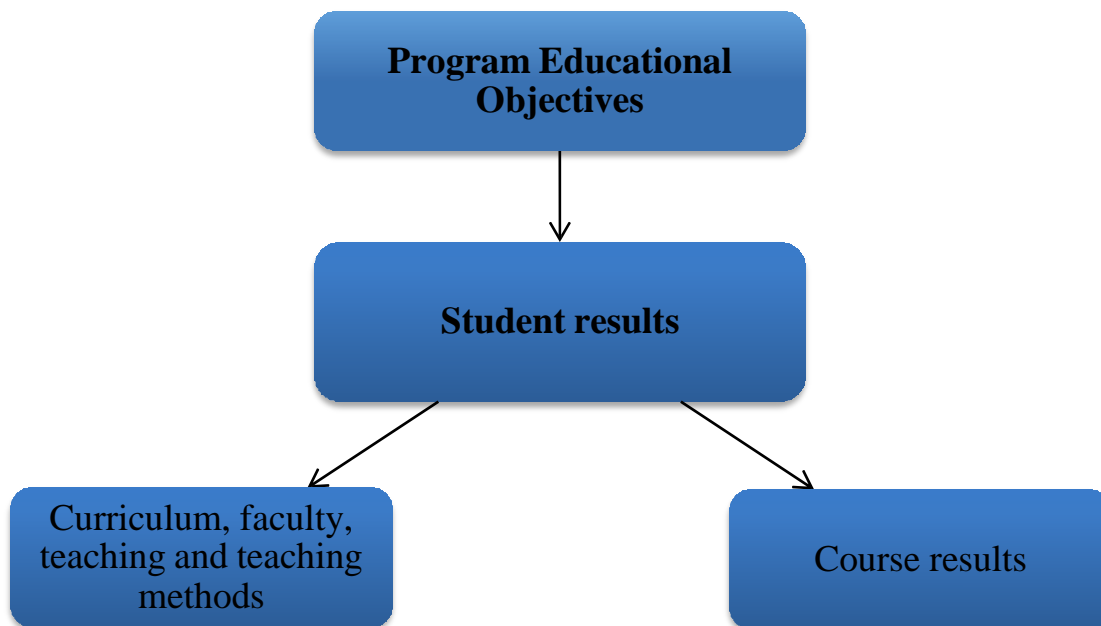 Program Educational
Objectives
Student results
Curriculum, faculty,
teaching and teaching
methods
Course results